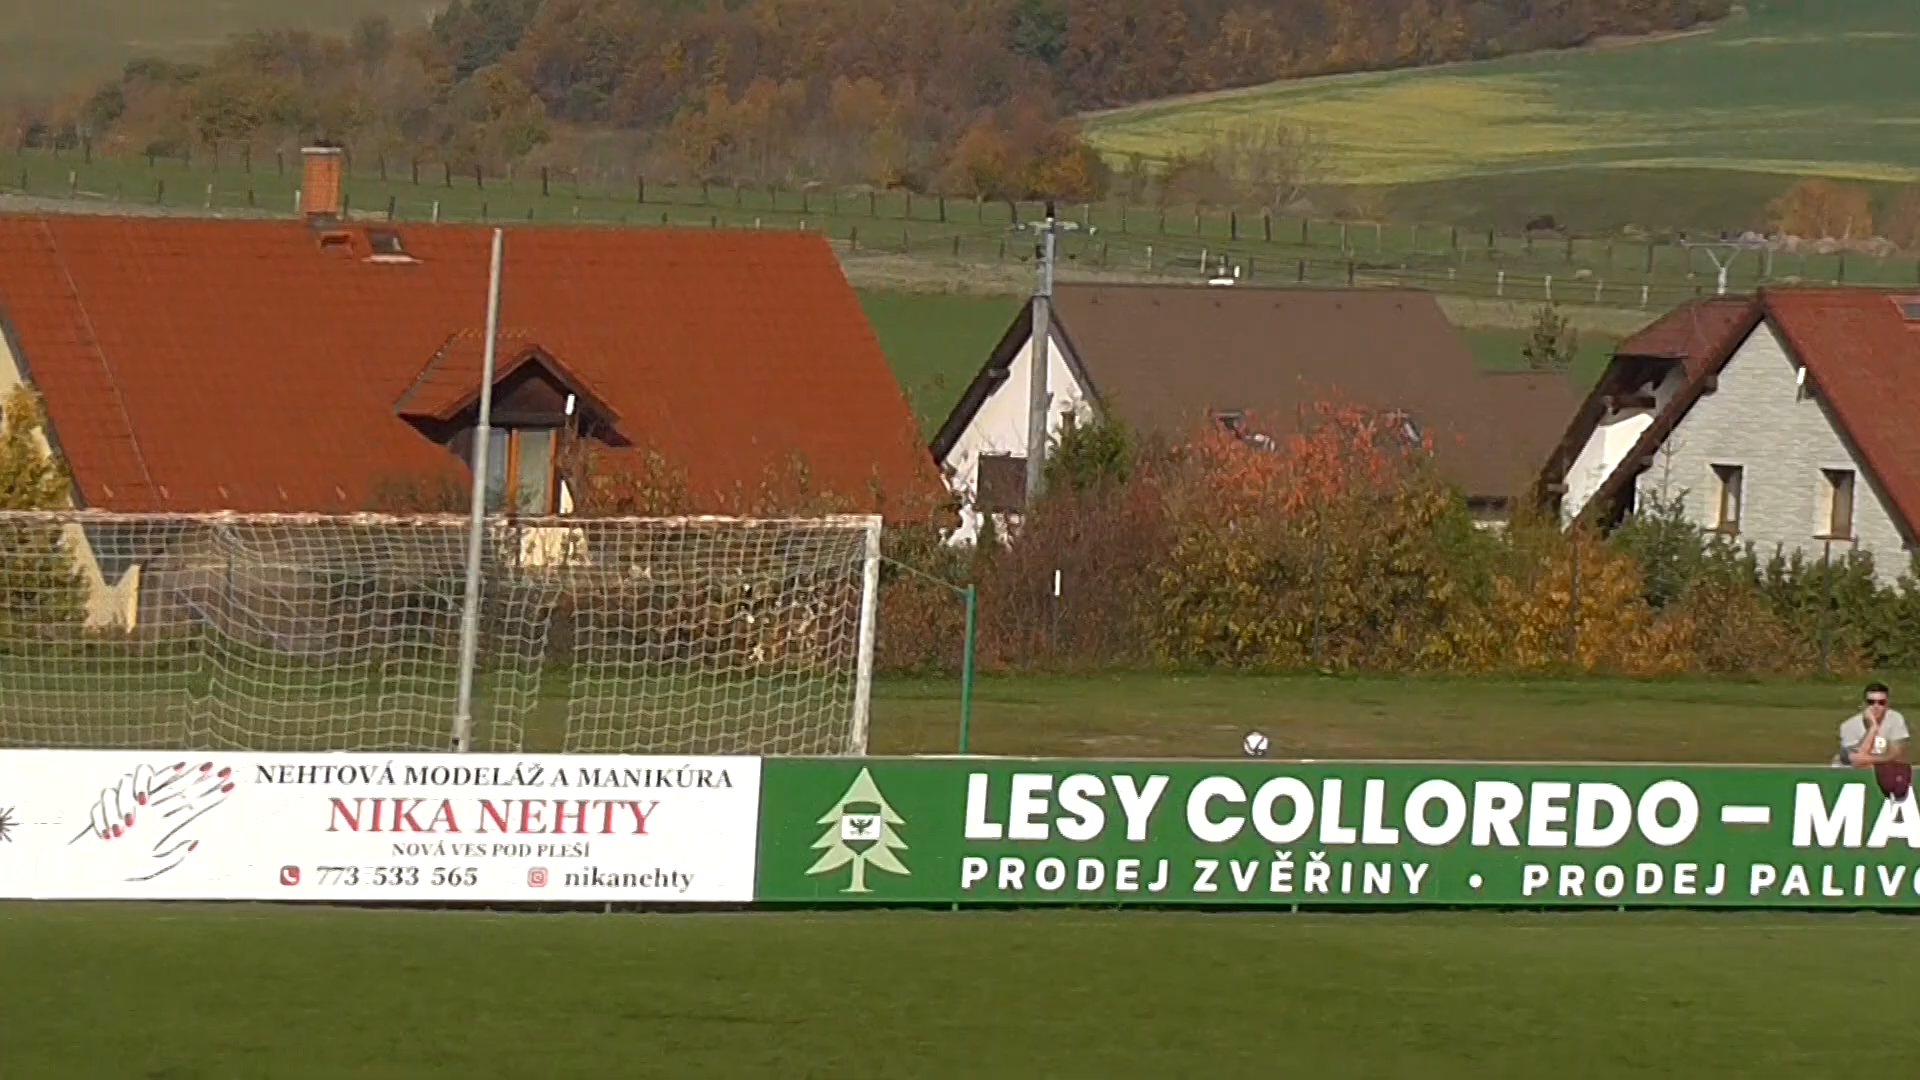 NEHTOVÁ MODELÁŽ A MANIKÚRA
NIKA NEHTY
NOVÁ VES POD PLEŠÍ
773 533 565 nikanehty
LESY COLLOREDO – MA
PRODEJ ZVĚŘINY • PRODEJ PALIVO